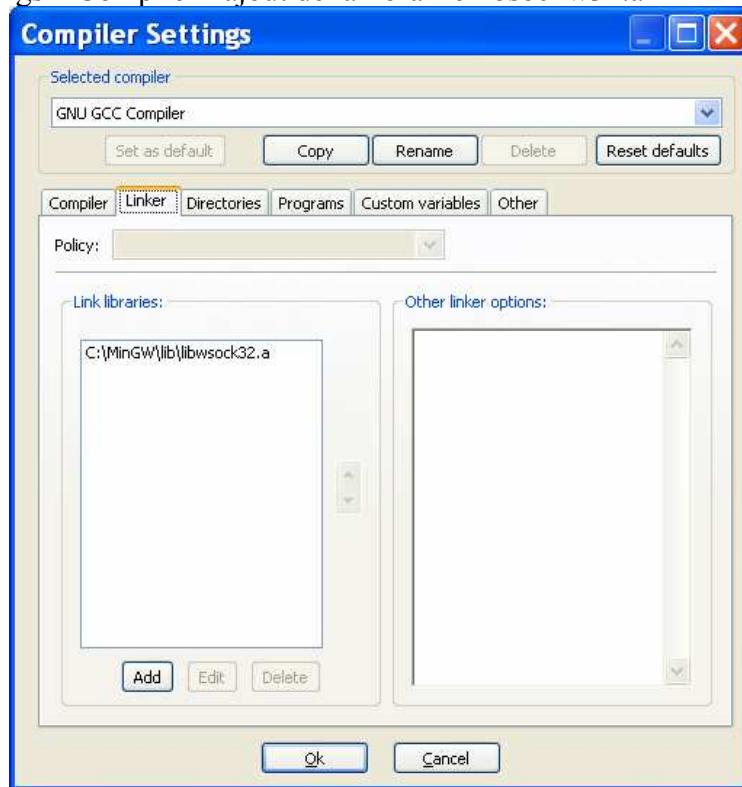 Compiler Settings
Selected compiler
GNU GCC Compiler
Set as default Copy Rename Delete Reset defaults
Compiler Linker Directories Programs Custom variables Other
Policy:
Link libraries: Other linker options:
C:\MinGW\lib\libwsock32.a
Add Edit Delete
Ok Cancel